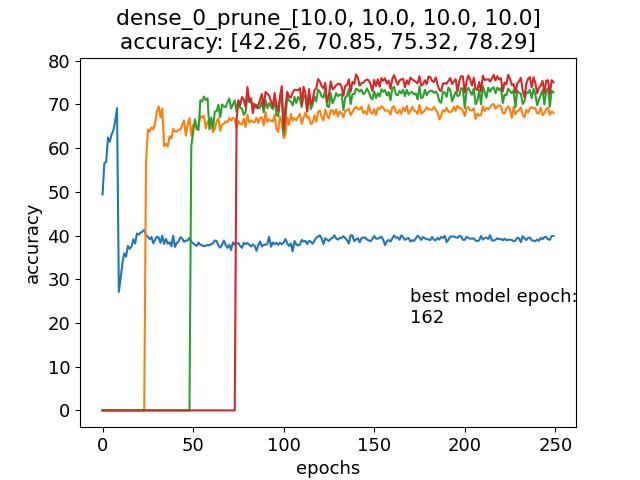 dense_0_prune_[10.0, 10.0, 10.0, 10.0]
accuracy: [42.26, 70.85, 75.32, 78.29]
80
70
60
50
40
30
20
10
0
accuracy
best model epoch:
162
0 50 100 150 200 250
epochs